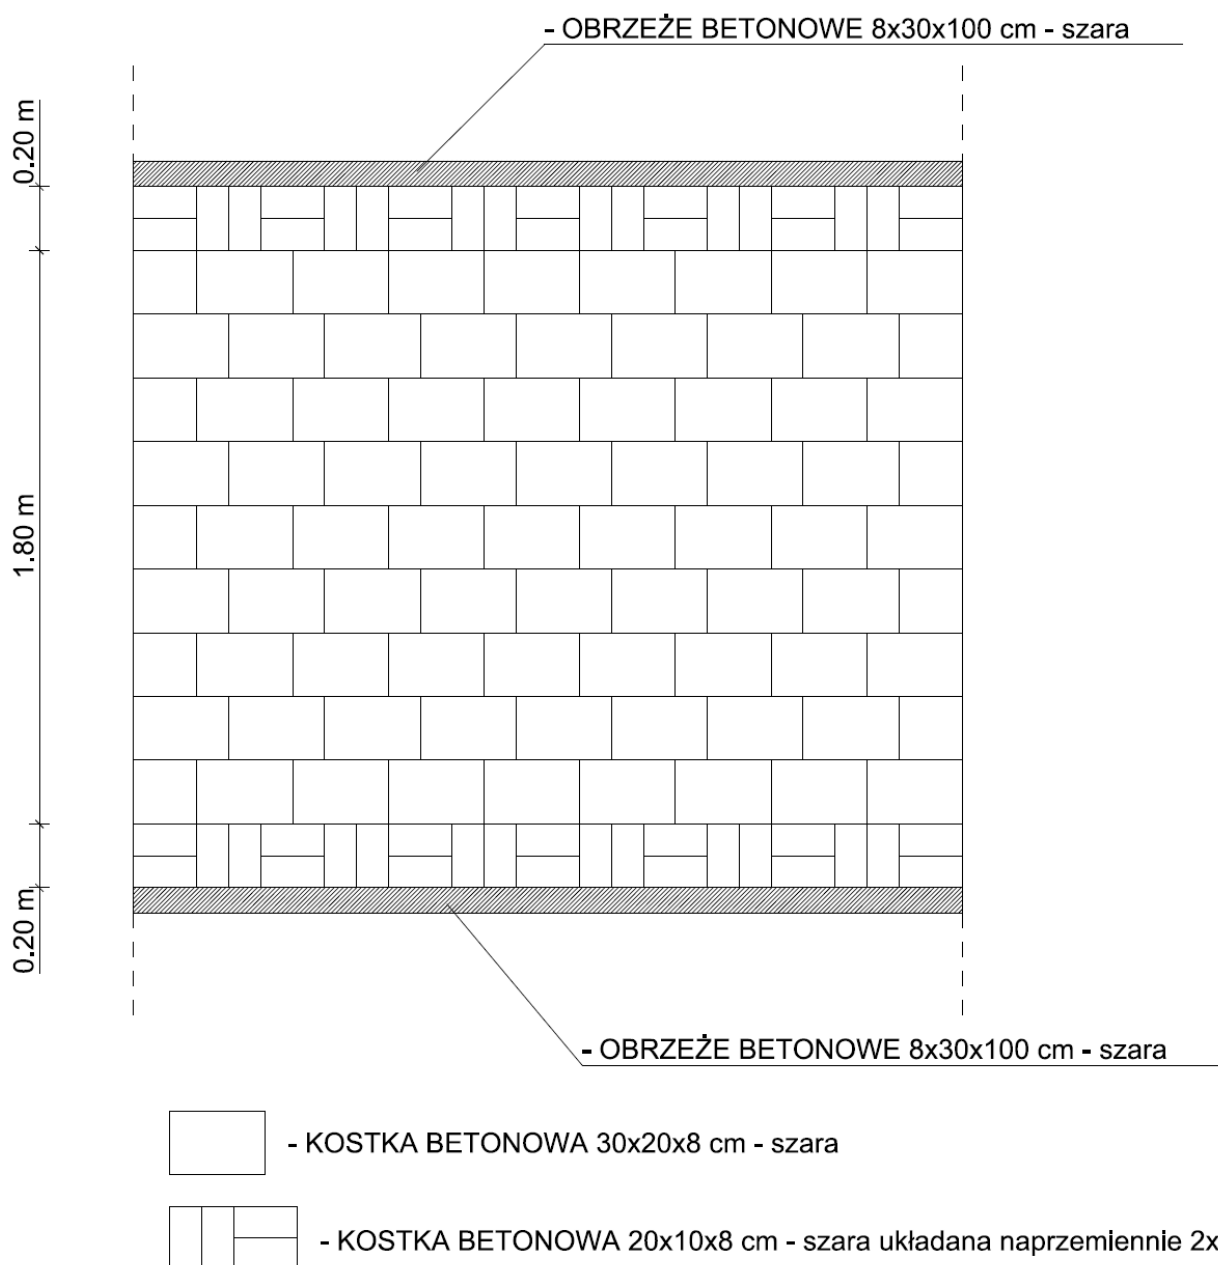 - OBRZEŻE BETONOWE 8x30x100 cm - szara
0.20 m
1.80 m
0.20 m
- OBRZEŻE BETONOWE 8x30x100 cm - szara
- KOSTKA BETONOWA 30x20x8 cm - szara
- KOSTKA BETONOWA 20x10x8 cm - szara układana naprzemiennie 2x